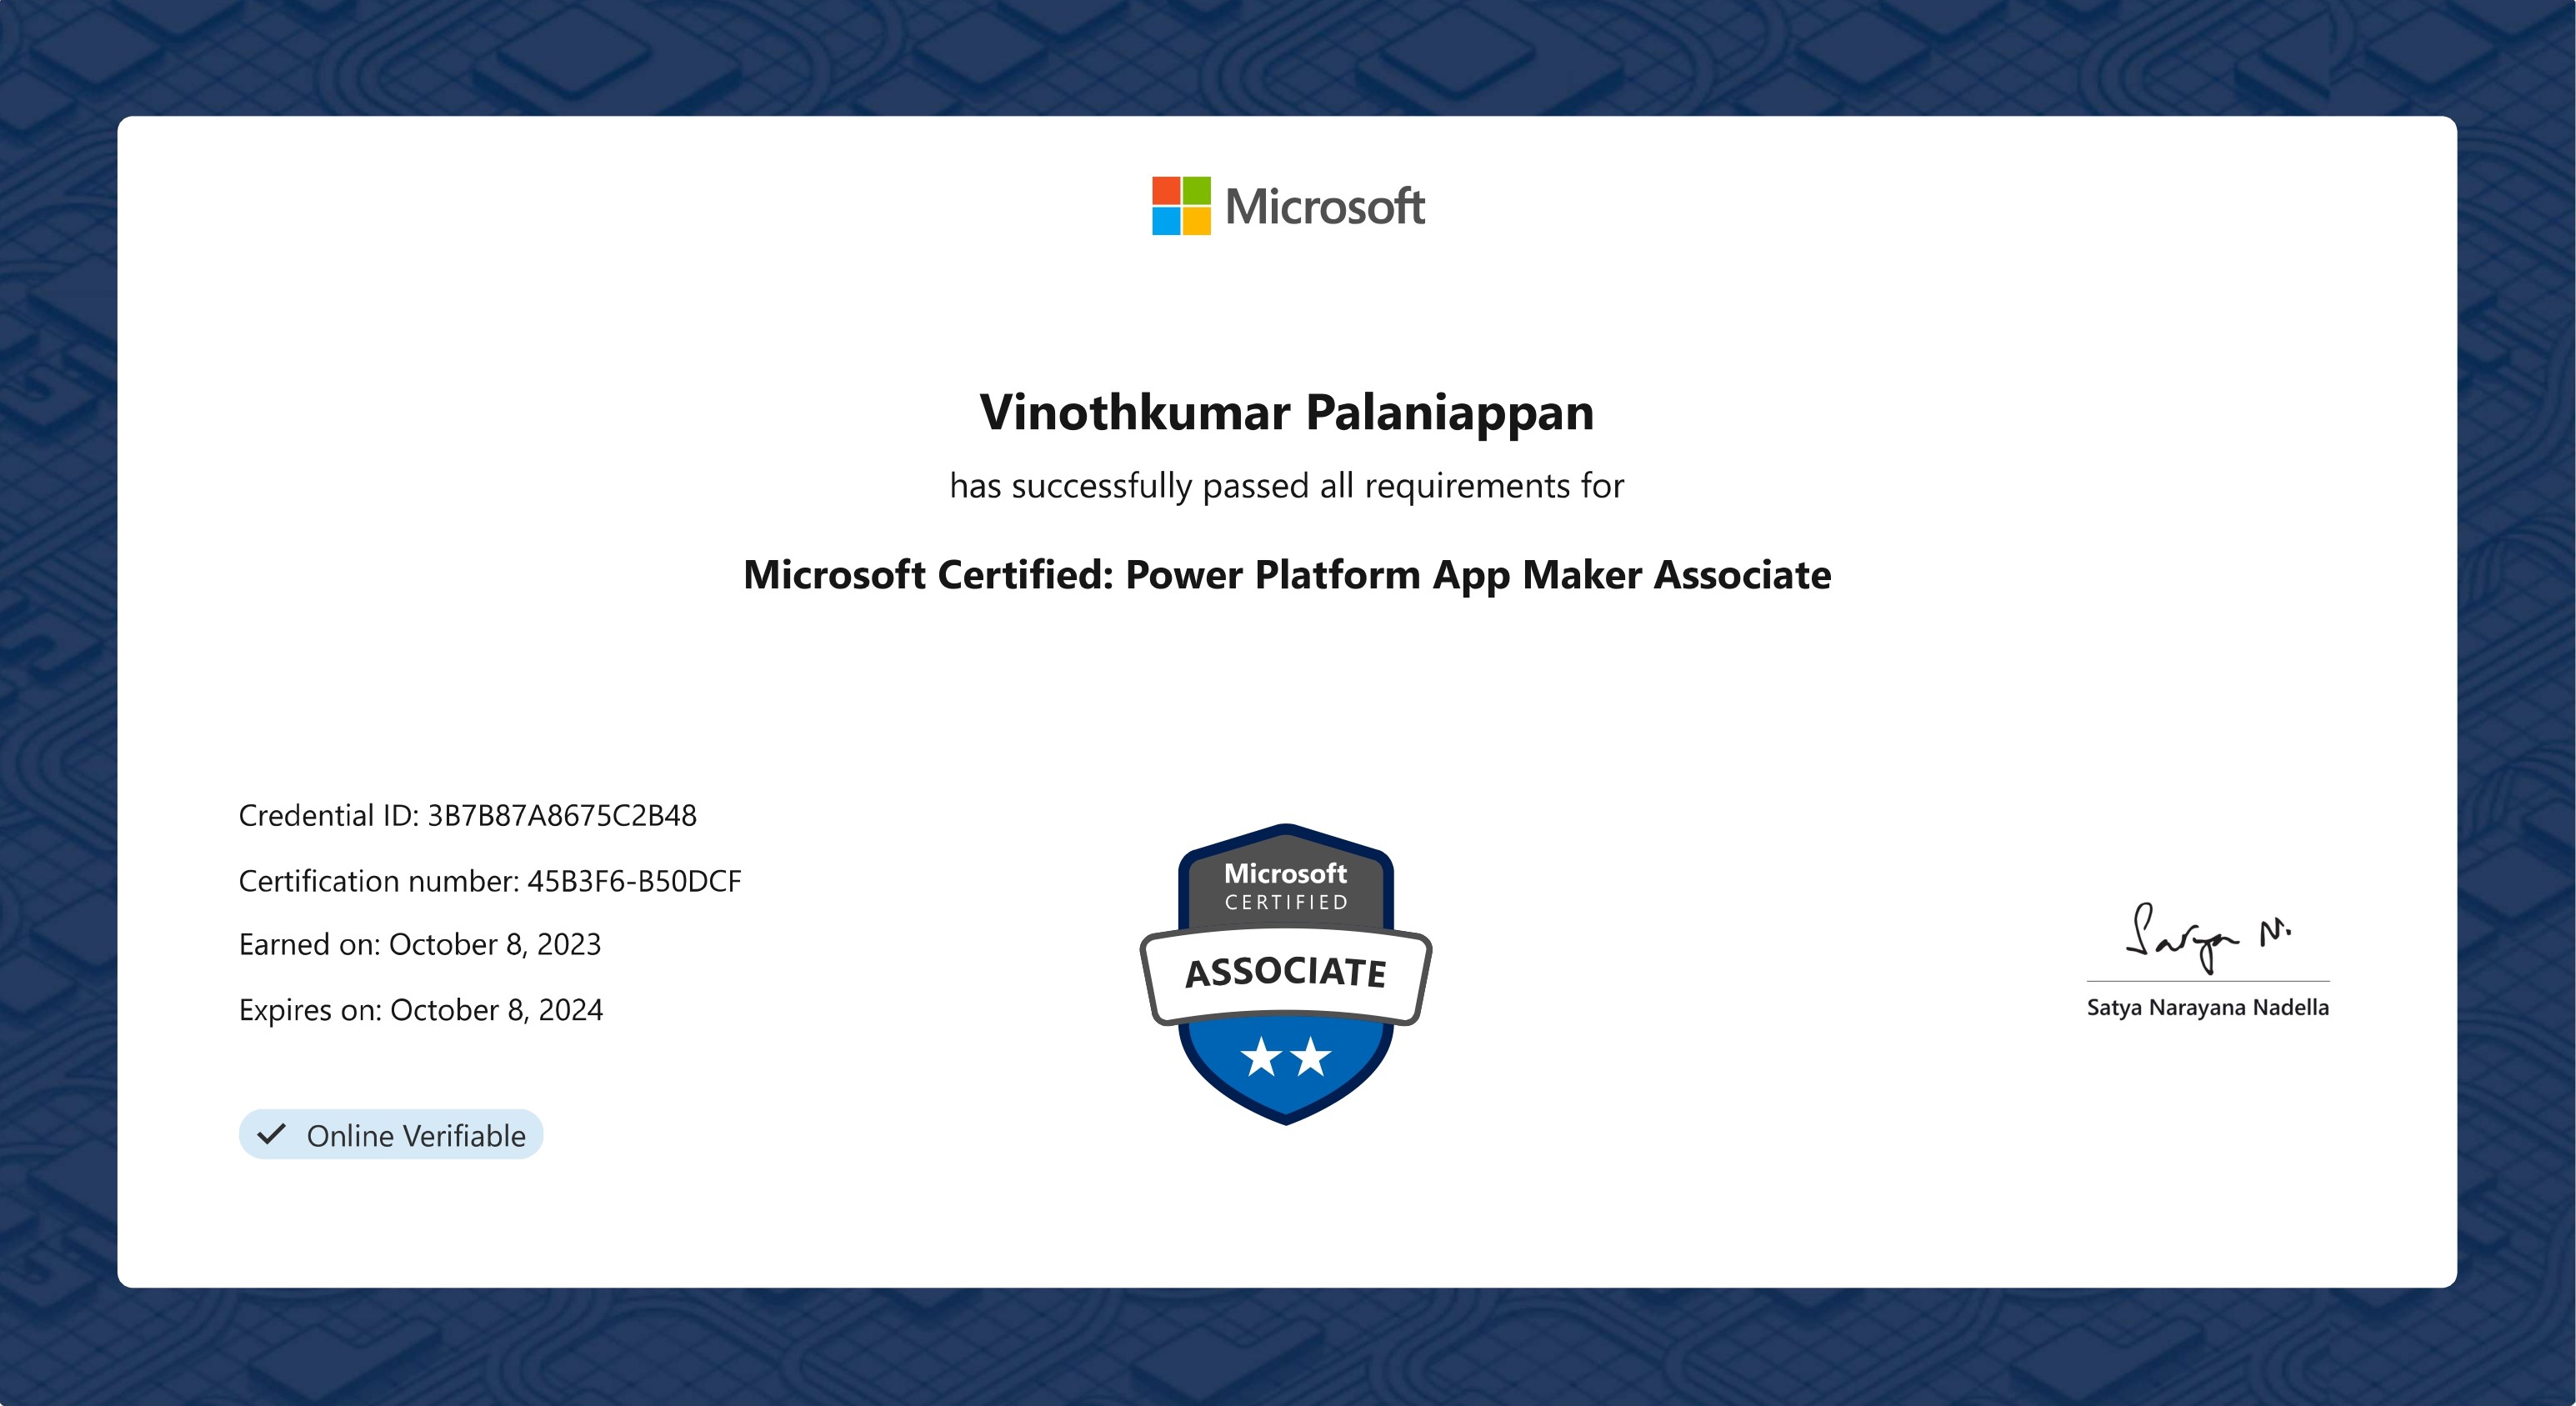 Microsoft
Vinothkumar Palaniappan
has successfully passed all requirements for
Microsoft Certified: Power Platform App Maker Associate
Credential ID: 3B7B87A8675C2B48
Certification number: 45B3F6-B50DCF
Earned on: October 8, 2023
Expires on: October 8, 2024
Online Verifiable
Microsoft
CERTIFIED
ASSOCIATE
Satya N.
Satya Narayana Nadella